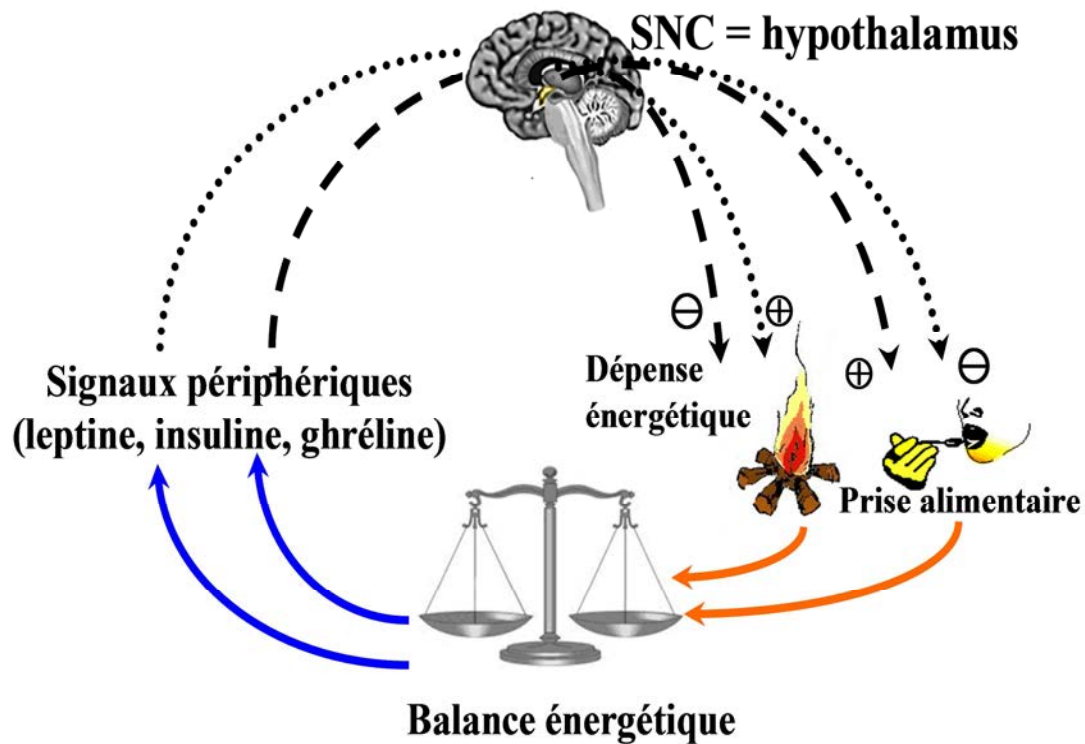 SNC = hypothalamus
⊖
⊕
Dépense
énergétique
⊕
⊖
Signaux périphériques
(leptine, insuline, ghréline)
Prise alimentaire
Balance énergétique